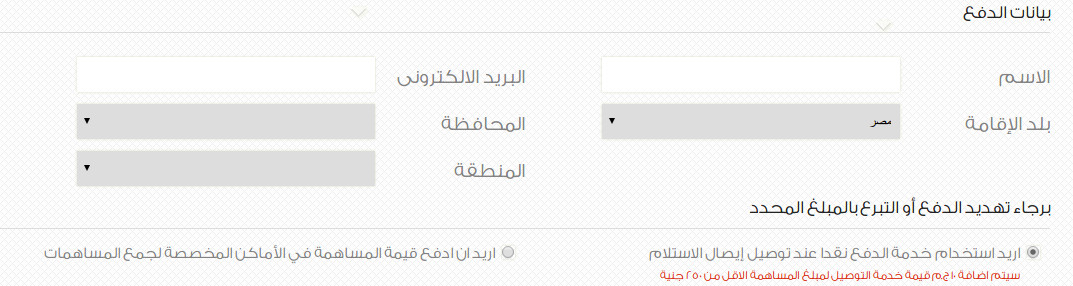 بيانات الدفع
الاسم
البريد الالكترونى
بلد الإقامة
مصر
المحافظة
المنطقة
برجاء تهديد الدفع أو التبرع بالمبلغ المحدد
اريد استخدام خدمة الدفع نقدا عند توصيل إيصال الاستلام
اريد ان ادفع قيمة المساهمة في الأماكن المخصصة لجمع المساهمات
سيتم اضافة ١٠ ج.م قيمة خدمة التوصيل لمبلغ المساهمة الاقل من ٢٥٠ جنية